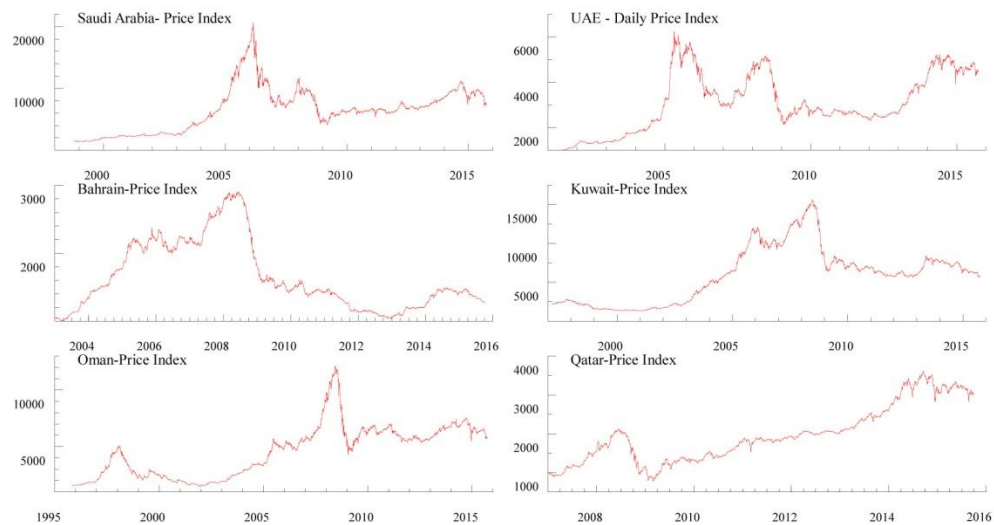 Saudi Arabia- Price Index
20000
10000
2000 2005 2010 2015
UAE - Daily Price Index
6000
4000
2000
2005 2010 2015
Bahrain-Price Index
3000
2000
2004 2006 2008 2010 2012 2014 2016
Kuwait-Price Index
15000
10000
5000
2000 2005 2010 2015
Oman-Price Index
10000
5000
1995 2000 2005 2010 2015
Qatar-Price Index
4000
3000
2000
1000
2008 2010 2012 2014 2016